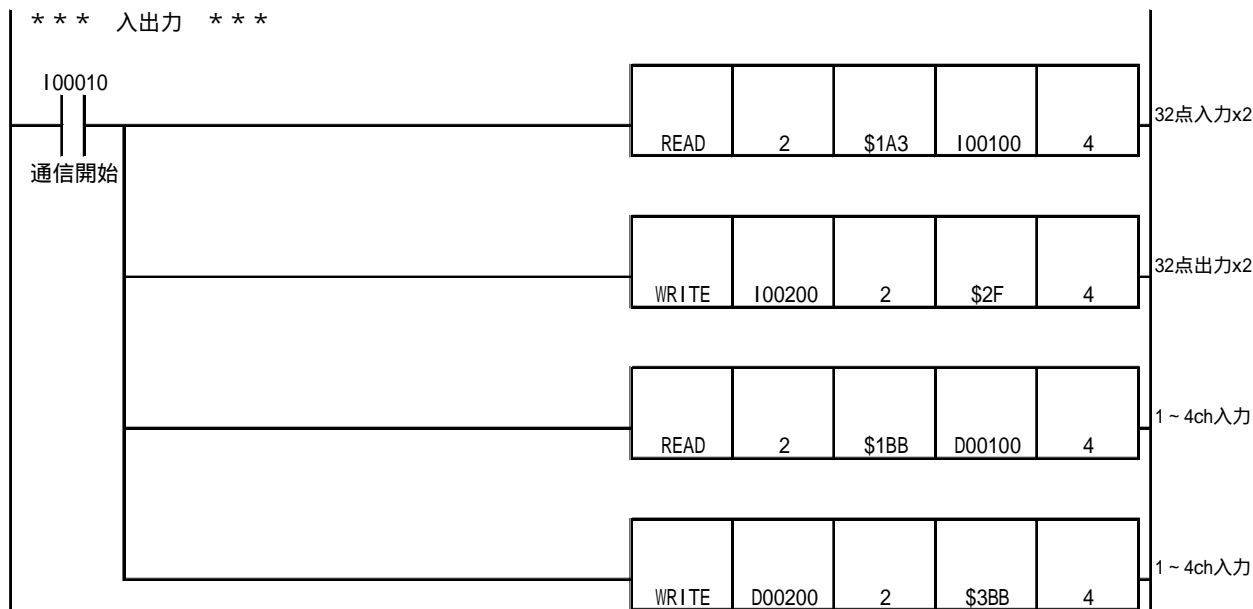 ＊＊＊ 入出力 ＊＊＊
I00010
通信開始
READ 2 $1A3 I00100 4 32点入力x2
WRITE I00200 2 $2F 4 32点出力x2
READ 2 $1BB D00100 4 1~4ch入力
WRITE D00200 2 $3BB 4 1~4ch入力